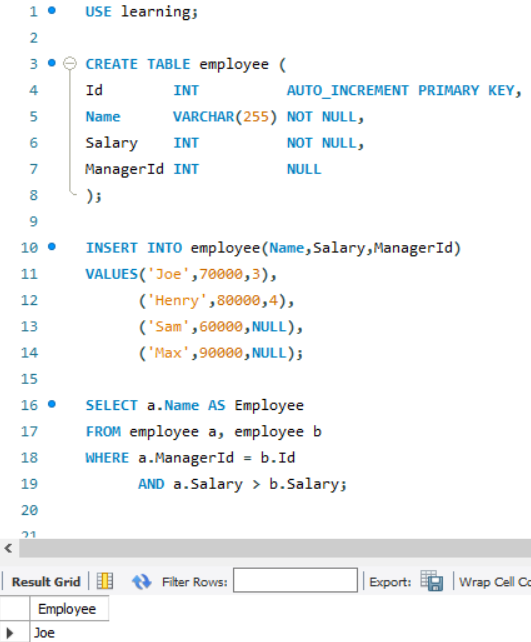 1 USE learning;
2
3 CREATE TABLE employee (
4 Id INT AUTO_INCREMENT PRIMARY KEY,
5 Name VARCHAR(255) NOT NULL,
6 Salary INT NOT NULL,
7 ManagerId INT NULL
8 );
9
10 INSERT INTO employee(Name,Salary,ManagerId)
11 VALUES('Joe',70000,3),
12 ('Henry',80000,4),
13 ('Sam',60000,NULL),
14 ('Max',90000,NULL);
15
16 SELECT a.Name AS Employee
17 FROM employee a, employee b
18 WHERE a.ManagerId = b.Id
19 AND a.Salary > b.Salary;
20
21
Result Grid Filter Rows: Export: Wrap Cell Co
Employee
Joe